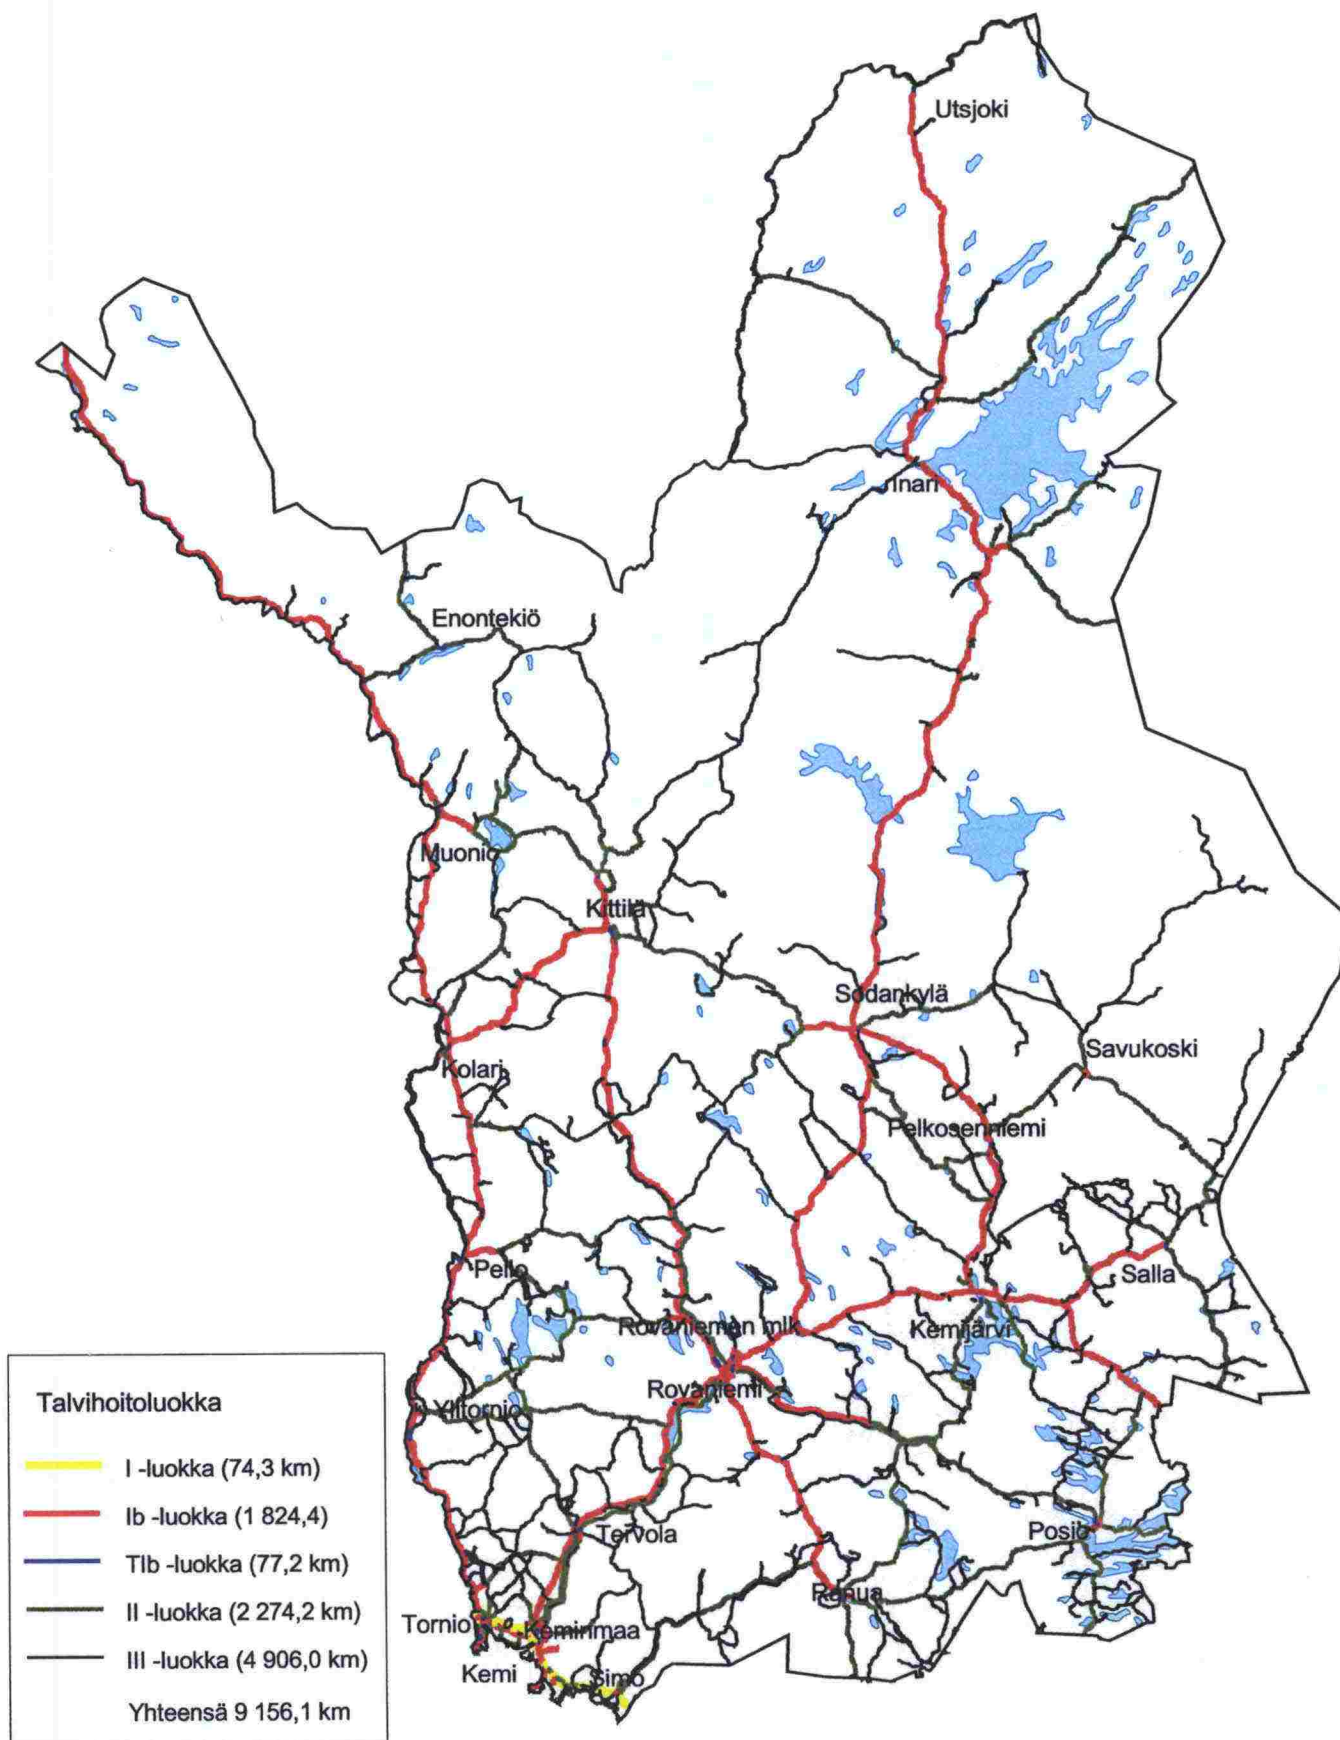 Utsjoki
Inari
Enontekiö
Muonio
Kittilä
Sodankylä
Savukoski
Kolari
Pelkosenniemi
Pello
Salla
Rovaniemen mlk
Kemijärvi
Rovaniemi
Ylitornio
Tervola
Posio
Ranua
Tornio
Keminmaa
Kemi
Simo
Talvihoitoluokka
I -luokka (74,3 km)
Ib -luokka (1 824,4)
TIb -luokka (77,2 km)
II -luokka (2 274,2 km)
III -luokka (4 906,0 km)
Yhteensä 9 156,1 km